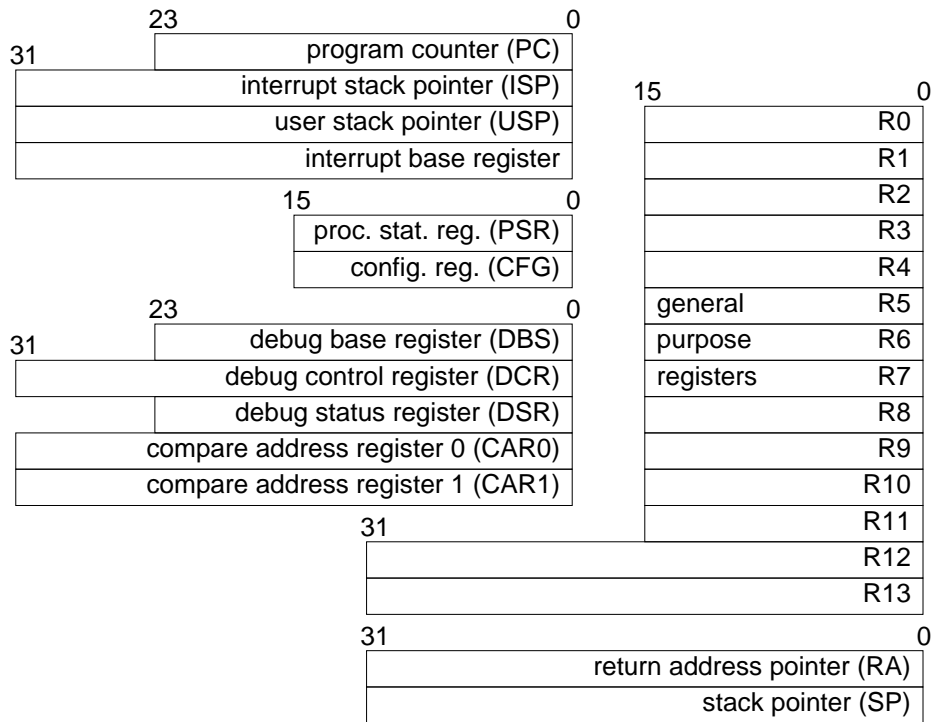 23 0
program counter (PC)
31
interrupt stack pointer (ISP)
user stack pointer (USP)
interrupt base register
15 0
proc. stat. reg. (PSR)
config. reg. (CFG)
23 0
debug base register (DBS)
31
debug control register (DCR)
debug status register (DSR)
compare address register 0 (CAR0)
compare address register 1 (CAR1)
15 0
R0
R1
R2
R3
R4
general R5
purpose R6
registers R7
R8
R9
R10
R11
31
R12
R13
31 0
return address pointer (RA)
stack pointer (SP)